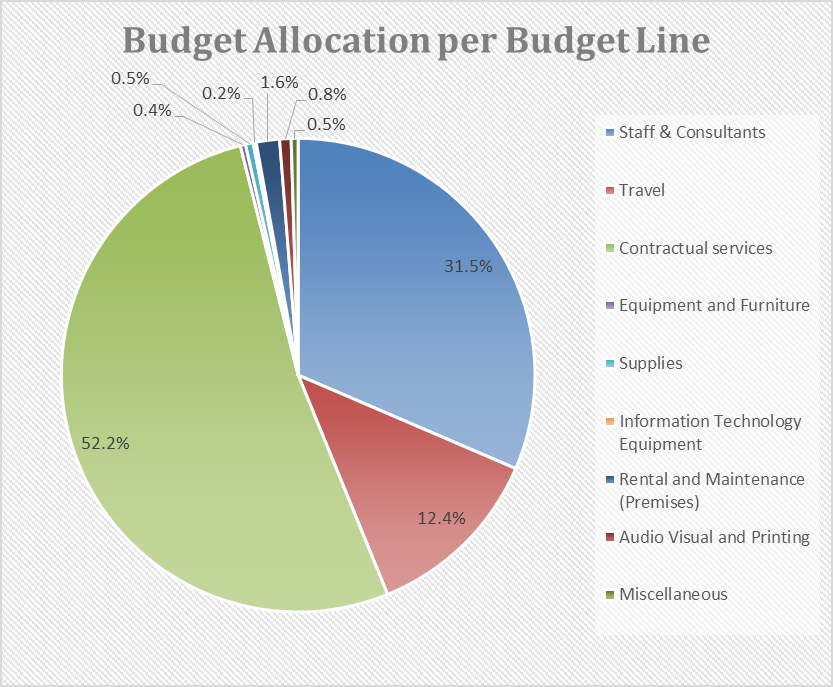 Budget Allocation per Budget Line
0.5%
0.4%
0.2%
1.6%
0.8%
0.5%
31.5%
52.2%
12.4%
Staff & Consultants
Travel
Contractual services
Equipment and Furniture
Supplies
Information Technology
Equipment
Rental and Maintenance
(Premises)
Audio Visual and Printing
Miscellaneous